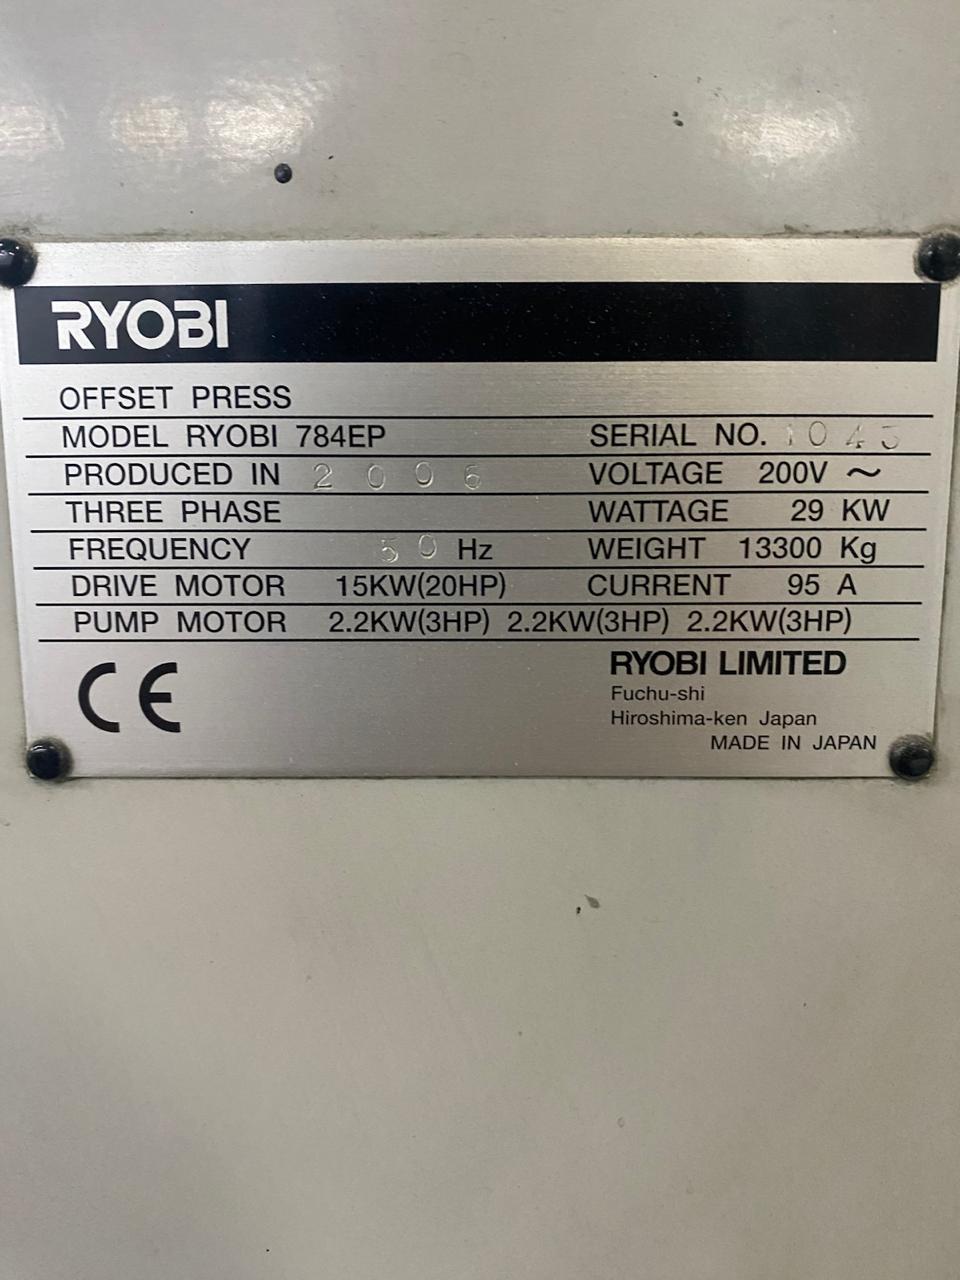 RYOBI
OFFSET PRESS
MODEL RYOBI 784EP SERIAL NO.
PRODUCED IN 2006 VOLTAGE 200V ~
THREE PHASE WATTAGE 29 KW
FREQUENCY 50 Hz WEIGHT 13300 Kg
DRIVE MOTOR 15KW(20HP) CURRENT 95 A
PUMP MOTOR 2.2KW(3HP) 2.2KW(3HP) 2.2KW(3HP)
CE RYOBI LIMITED
Fuchu-shi
Hiroshima-ken Japan
MADE IN JAPAN